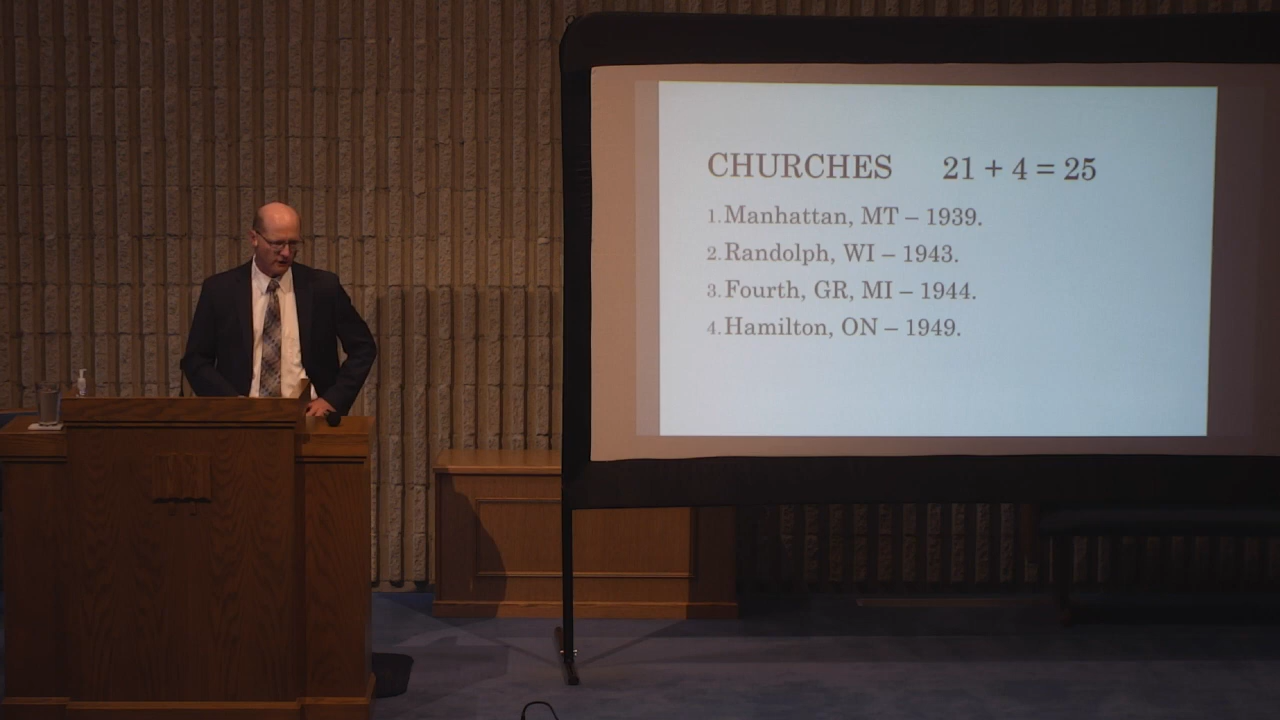 CHURCHES 21 + 4 = 25
1. Manhattan, MT – 1939.
2. Randolph, WI – 1943.
3. Fourth, GR, MI – 1944.
4. Hamilton, ON – 1949.